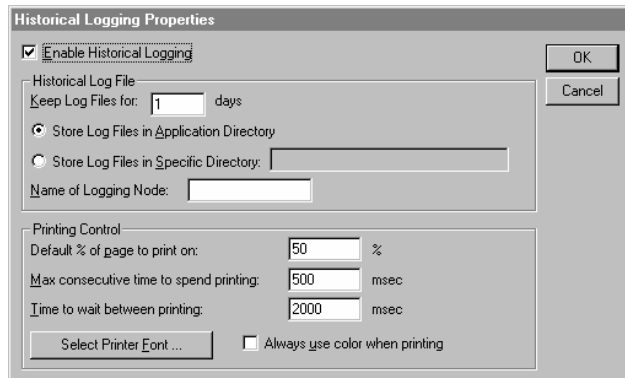 Historical Logging Properties
Enable Historical Logging
OK
Cancel
Historical Log File
Keep Log Files for: 1 days
Store Log Files in Application Directory
Store Log Files in Specific Directory:
Name of Logging Node:
Printing Control
Default % of page to print on: 50 %
Max consecutive time to spend printing: 500 msec
Time to wait between printing: 2000 msec
Select Printer Font ... Always use color when printing